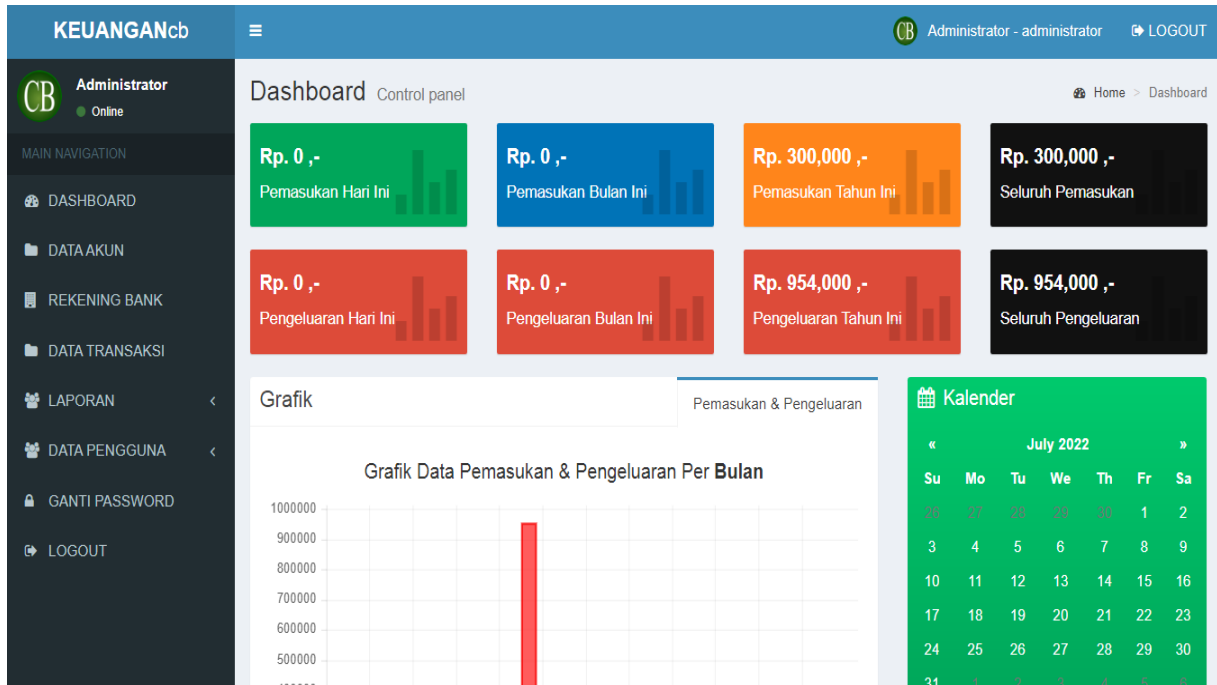 KEUANGANcb
CB Administrator - administrator LOGOUT
CB Administrator
Online
MAIN NAVIGATION
DASHBOARD
DATA AKUN
REKENING BANK
DATA TRANSAKSI
LAPORAN
DATA PENGGUNA
GANTI PASSWORD
LOGOUT
Dashboard Control panel
Home > Dashboard
Rp. 0 ,-
Pemasukan Hari Ini
Rp. 0 ,-
Pemasukan Bulan Ini
Rp. 300,000 ,-
Pemasukan Tahun Ini
Rp. 300,000 ,-
Seluruh Pemasukan
Rp. 0 ,-
Pengeluaran Hari Ini
Rp. 0 ,-
Pengeluaran Bulan Ini
Rp. 954,000 ,-
Pengeluaran Tahun Ini
Rp. 954,000 ,-
Seluruh Pengeluaran
Grafik
Pemasukan & Pengeluaran
Grafik Data Pemasukan & Pengeluaran Per Bulan
1000000
900000
800000
700000
600000
500000
Kalender
« July 2022 »
Su Mo Tu We Th Fr Sa
26 27 28 29 30 1 2
3 4 5 6 7 8 9
10 11 12 13 14 15 16
17 18 19 20 21 22 23
24 25 26 27 28 29 30
31 1 2 3 4 5 6